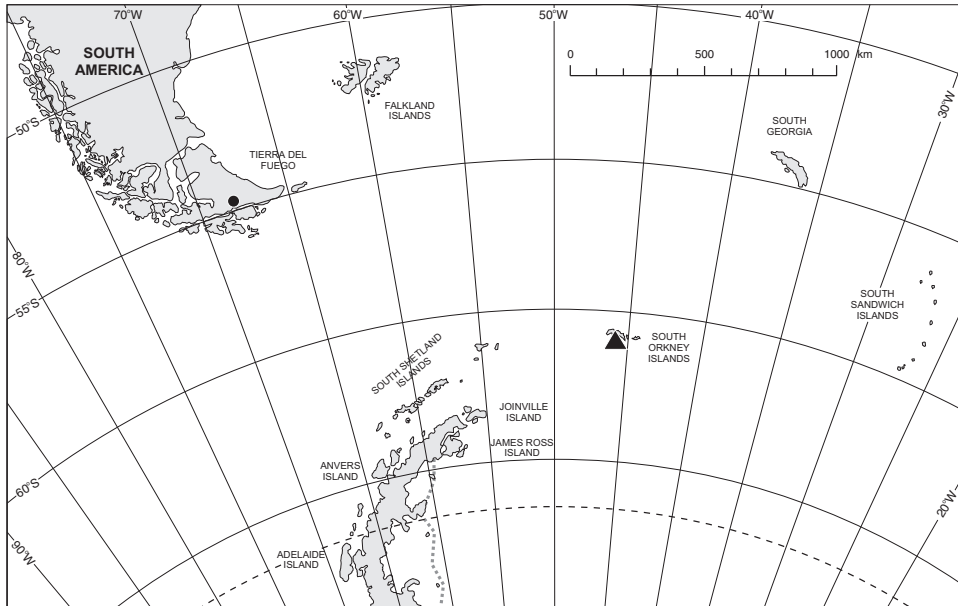 70°W
60°W
50°W
40°W
SOUTH
AMERICA
0
500
1000 km
FALKLAND
ISLANDS
30°W
50°S
SOUTH
GEORGIA
TIERRA DEL
FUEGO
80°W
55°S
SOUTH
SANDWICH
ISLANDS
SOUTH
ORKNEY
ISLANDS
SOUTH SHETLAND
ISLANDS
JOINVILLE
ISLAND
JAMES ROSS
ISLAND
ANVERS
ISLAND
60°S
20°W
90°W
ADELAIDE
ISLAND